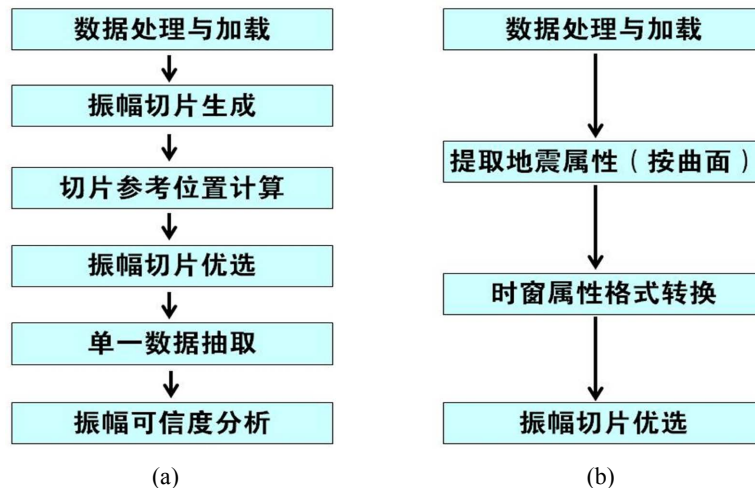 数据处理与加载
振幅切片生成
切片参考位置计算
振幅切片优选
单一数据抽取
振幅可信度分析
(a)
数据处理与加载
提取地震属性（按曲面）
时窗属性格式转换
振幅切片优选
(b)